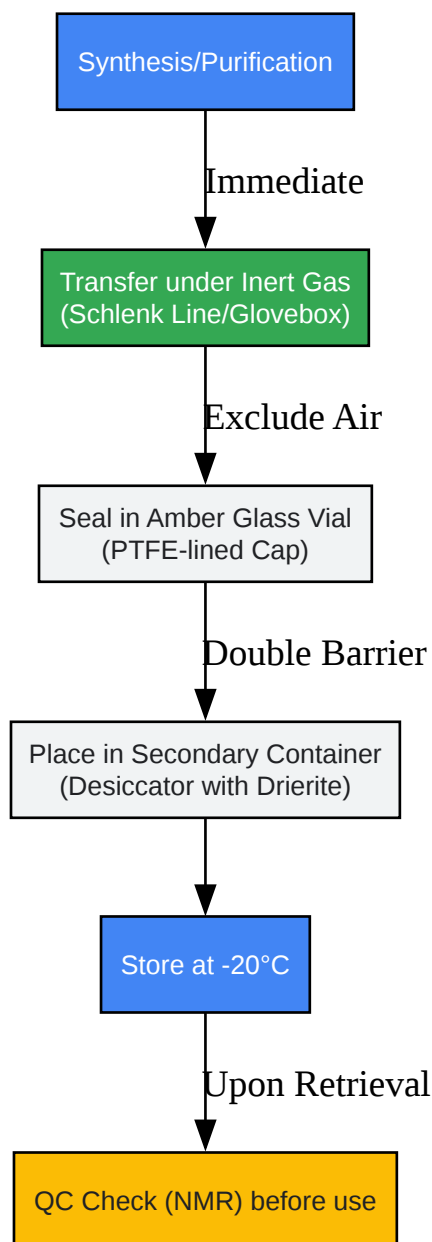 Synthesis/Purification
Immediate
Transfer under Inert Gas
(Schlenk Line/Glovebox)
Exclude Air
Seal in Amber Glass Vial
(PTFE-lined Cap)
Double Barrier
Place in Secondary Container
(Desiccator with Drierite)
Store at -20°C
Upon Retrieval
QC Check (NMR) before use